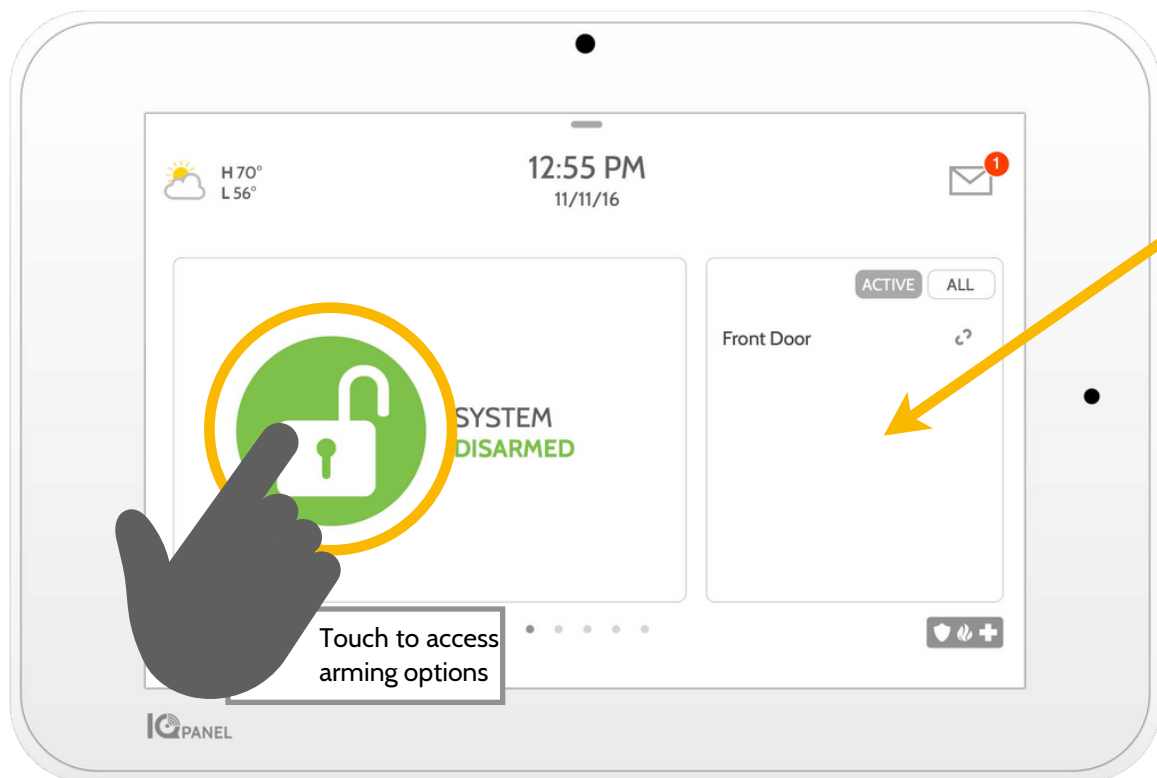 H 70°
L 56°
12:55 PM
11/11/16
1
ACTIVE
ALL
Front Door
SYSTEM
DISARMED
Touch to access
arming options
IQ PANEL